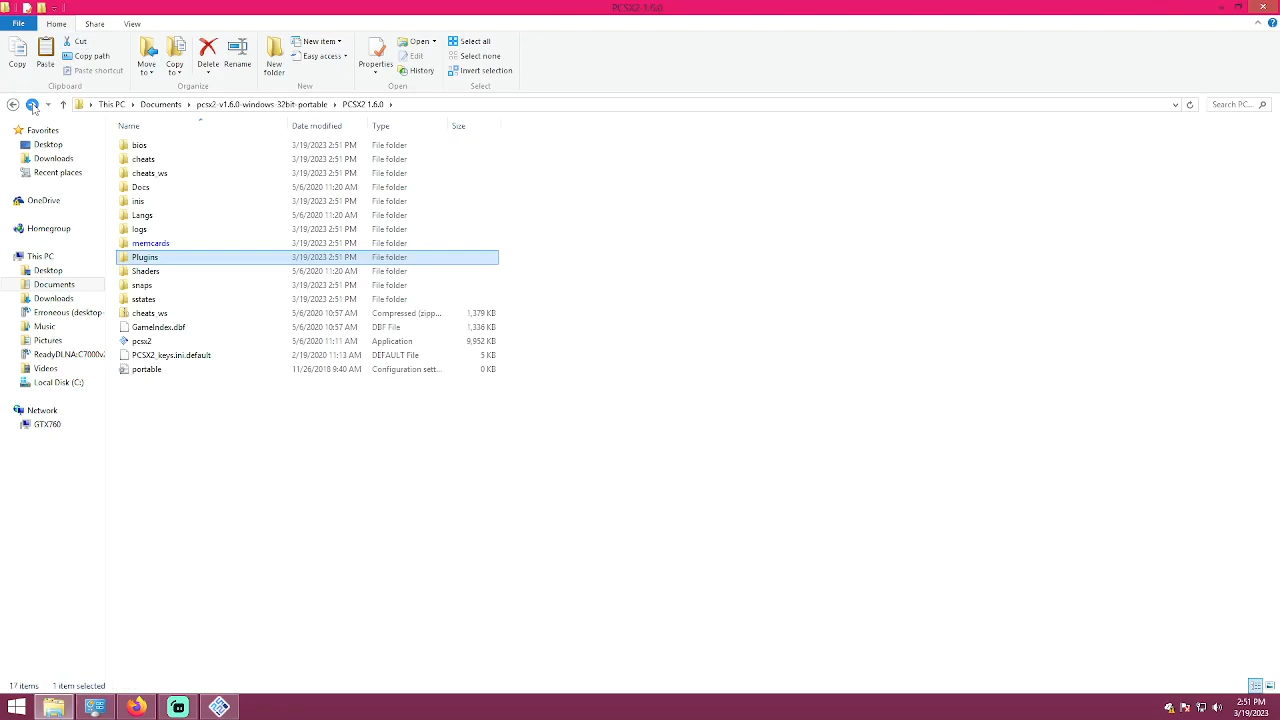 PCSX2 1.6.0
File Home Share View
Copy Paste Cut Copy path Paste shortcut Move to Copy to Delete Rename New folder New item Easy access Properties Open Edit History Select all Select none Invert selection
Clipboard Organize New Open Select
This PC Documents pcsx2-v1.6.0-windows-32bit-portable PCSX2 1.6.0 Search PC...
Name Date modified Type Size
Favorites
Desktop
Downloads
Recent places
OneDrive
Homegroup
This PC
Desktop
Documents
Downloads
Erroneous (desktop-
Music
Pictures
ReadyDLNA:C7000v
Videos
Local Disk (C:)
Network
GTX760
bios 3/19/2023 2:51 PM File folder
cheats 3/19/2023 2:51 PM File folder
cheats_ws 3/19/2023 2:51 PM File folder
Docs 5/6/2020 11:20 AM File folder
inis 3/19/2023 2:51 PM File folder
Langs 5/6/2020 11:20 AM File folder
logs 3/19/2023 2:51 PM File folder
memcards 3/19/2023 2:51 PM File folder
Plugins 3/19/2023 2:51 PM File folder
Shaders 5/6/2020 11:20 AM File folder
snaps 3/19/2023 2:51 PM File folder
sstates 3/19/2023 2:51 PM File folder
cheats_ws 5/6/2020 10:57 AM Compressed (zipp... 1,379 KB
GameIndex.dbf 5/6/2020 10:57 AM DBF File 1,336 KB
pcsx2 5/6/2020 11:11 AM Application 9,952 KB
PCSX2_keys.ini.default 2/19/2020 11:13 AM DEFAULT File 5 KB
portable 11/26/2018 9:40 AM Configuration sett... 0 KB
17 items 1 item selected
2:51 PM
3/19/2023